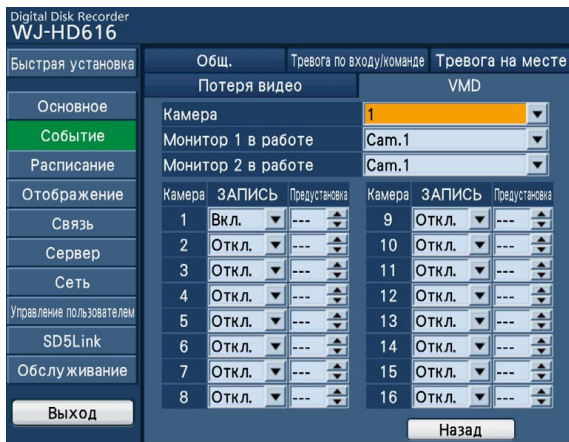 Digital Disk Recorder
WJ-HD616
Быстрая установка
Основное
Событие
Расписание
Отображение
Связь
Сервер
Сеть
Управление пользователем
SD5Link
Обслуживание
Выход
Общ. Тревога по входу/команде Тревога на месте
Потеря видео VMD
Камера 1
Монитор 1 в работе Cam.1
Монитор 2 в работе Cam.1
Камера ЗАПИСЬ Предустановка Камера ЗАПИСЬ Предустановка
1 Вкл. --- 9 Откл. ---
2 Откл. --- 10 Откл. ---
3 Откл. --- 11 Откл. ---
4 Откл. --- 12 Откл. ---
5 Откл. --- 13 Откл. ---
6 Откл. --- 14 Откл. ---
7 Откл. --- 15 Откл. ---
8 Откл. --- 16 Откл. ---
Назад